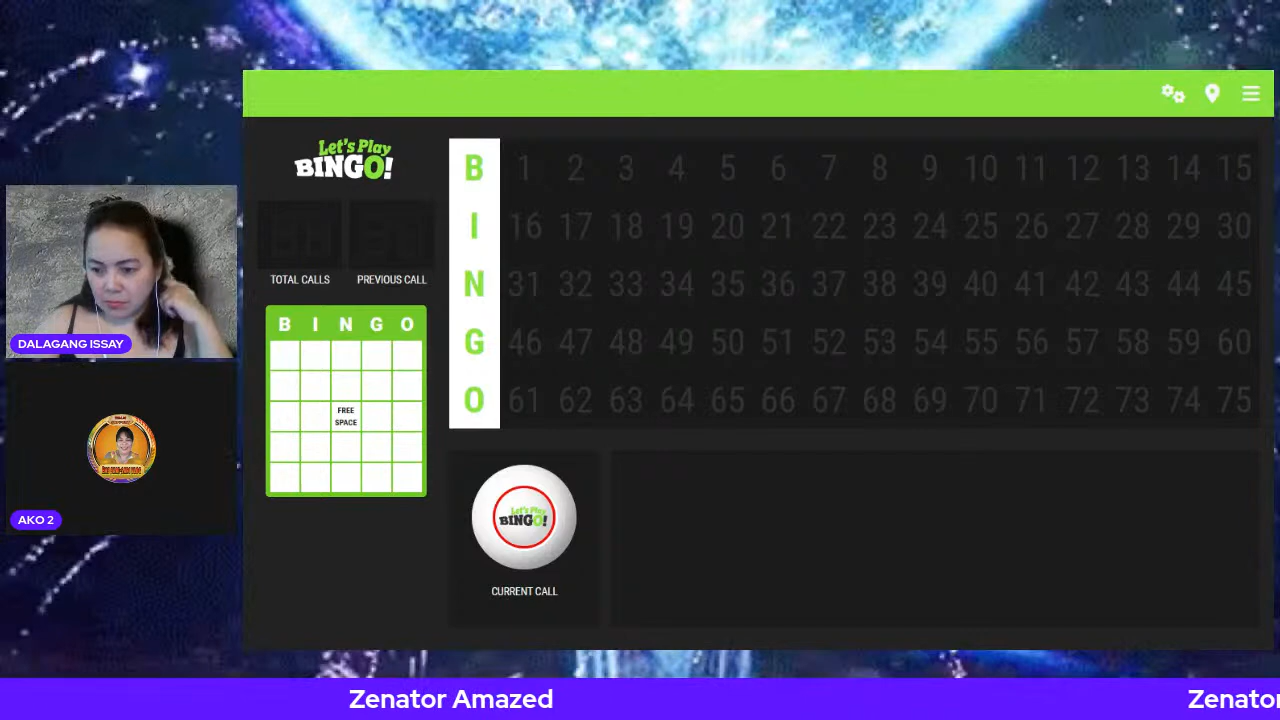 Let's Play
BINGO!
TOTAL CALLS
PREVIOUS CALL
B I N G O
FREE
SPACE
B 1 2 3 4 5 6 7 8 9 10 11 12 13 14 15
I 16 17 18 19 20 21 22 23 24 25 26 27 28 29 30
N 31 32 33 34 35 36 37 38 39 40 41 42 43 44 45
G 46 47 48 49 50 51 52 53 54 55 56 57 58 59 60
O 61 62 63 64 65 66 67 68 69 70 71 72 73 74 75
Let's Play
BINGO!
CURRENT CALL
DALAGANG ISSAY
AKO 2
Zenator Amazed
Zenator